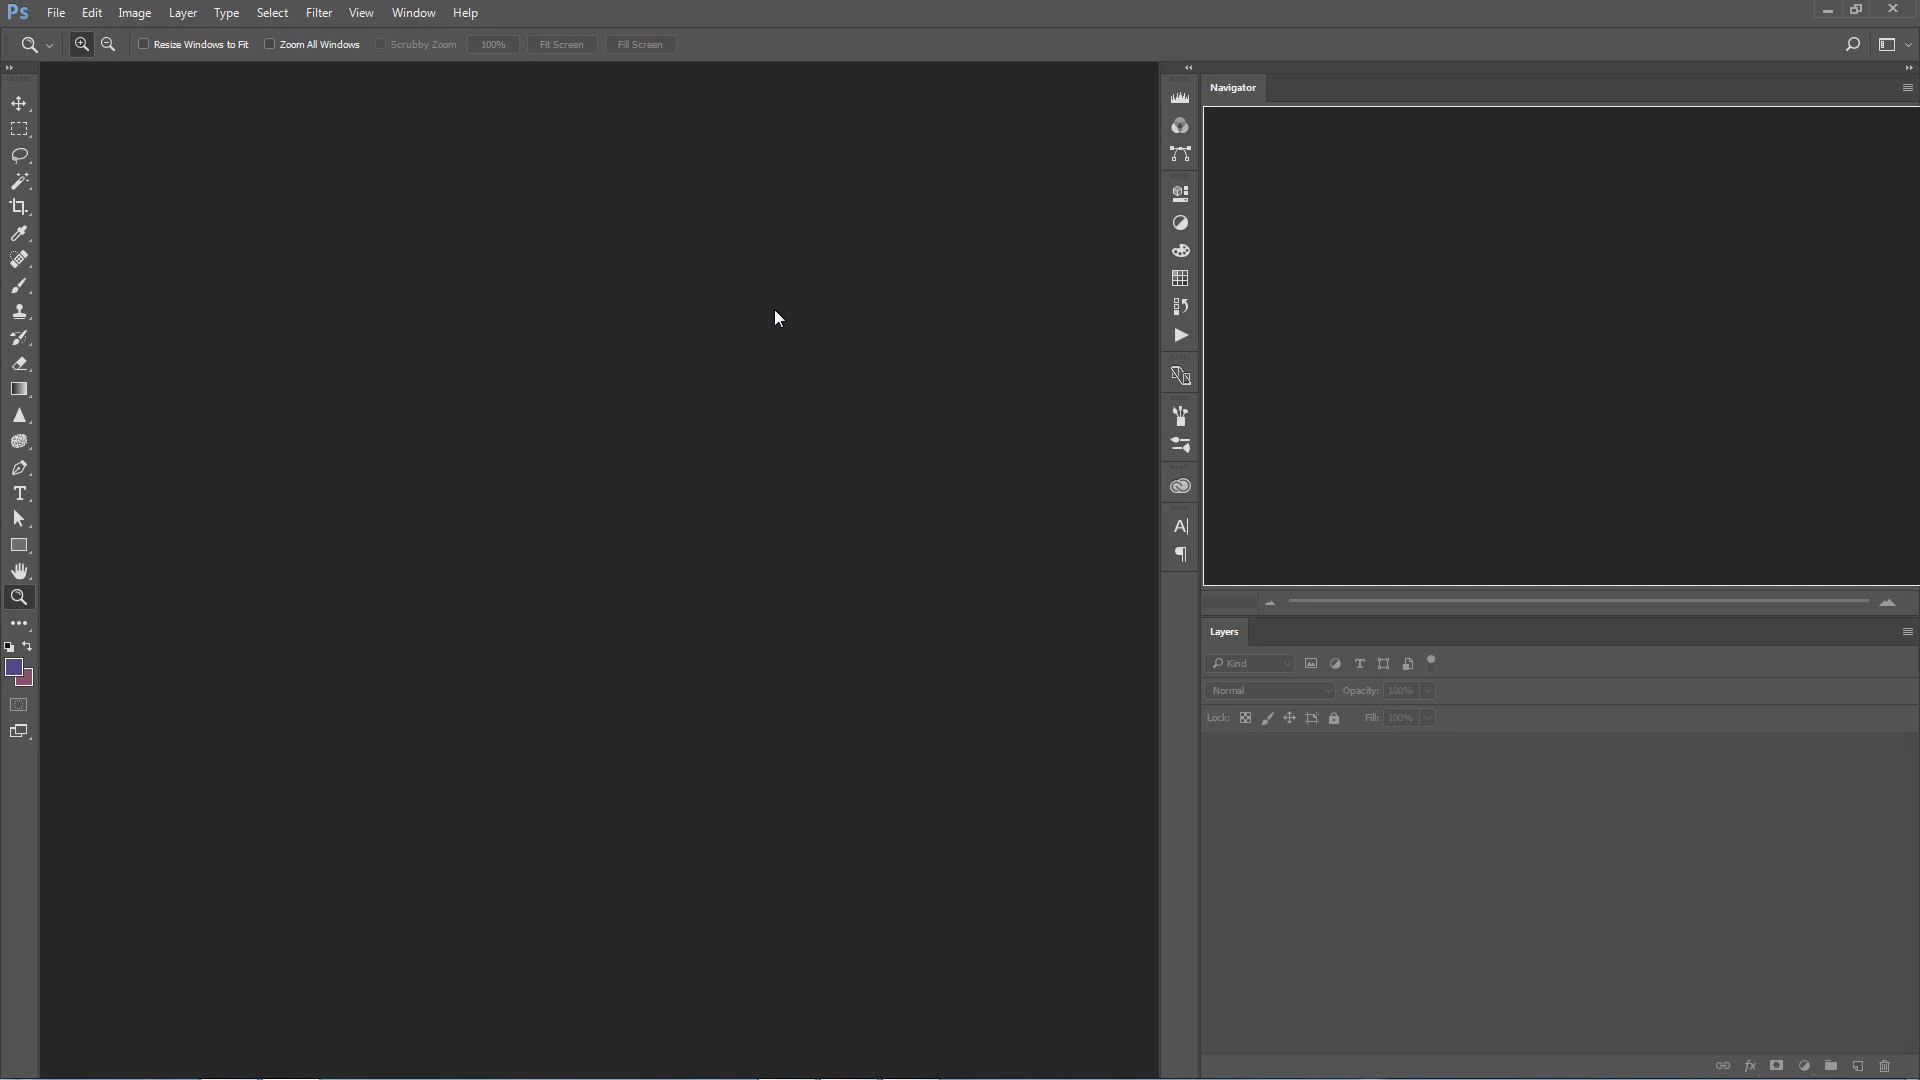 Ps File Edit Image Layer Type Select Filter View Window Help
Resize Windows to Fit Zoom All Windows Scrubby Zoom 100% Fit Screen Fill Screen
Navigator
Layers
Kind
Normal Opacity: 100%
Lock: Fill: 100%